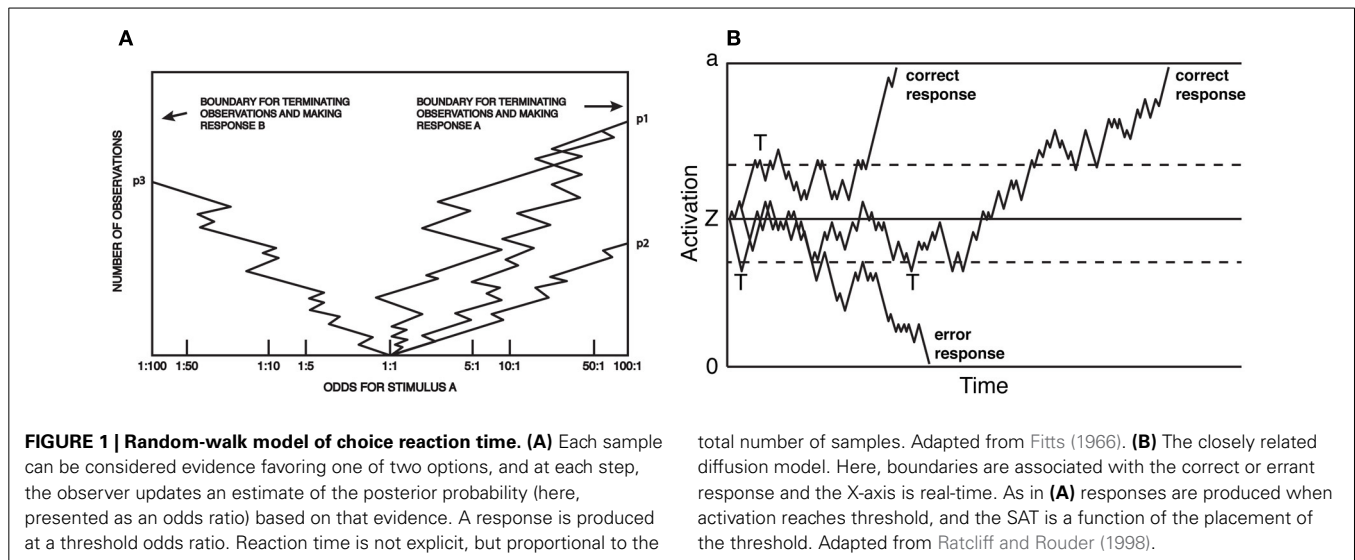 A
BOUNDARY FOR TERMINATING
OBSERVATIONS AND MAKING
RESPONSE B
BOUNDARY FOR TERMINATING
OBSERVATIONS AND MAKING
RESPONSE A
p1
p3
p2
NUMBER OF OBSERVATIONS
1:100 1:50 1:10 1:5 1:1 5:1 10:1 50:1 100:1
ODDS FOR STIMULUS A
B
a
correct
response
correct
response
T
Activation
Z
T
T
error
response
0
Time
FIGURE 1 | Random-walk model of choice reaction time. (A) Each sample
can be considered evidence favoring one of two options, and at each step,
the observer updates an estimate of the posterior probability (here,
presented as an odds ratio) based on that evidence. A response is produced
at a threshold odds ratio. Reaction time is not explicit, but proportional to the
total number of samples. Adapted from Fitts (1966). (B) The closely related
diffusion model. Here, boundaries are associated with the correct or errant
response and the X-axis is real-time. As in (A) responses are produced when
activation reaches threshold, and the SAT is a function of the placement of
the threshold. Adapted from Ratcliff and Rouder (1998).